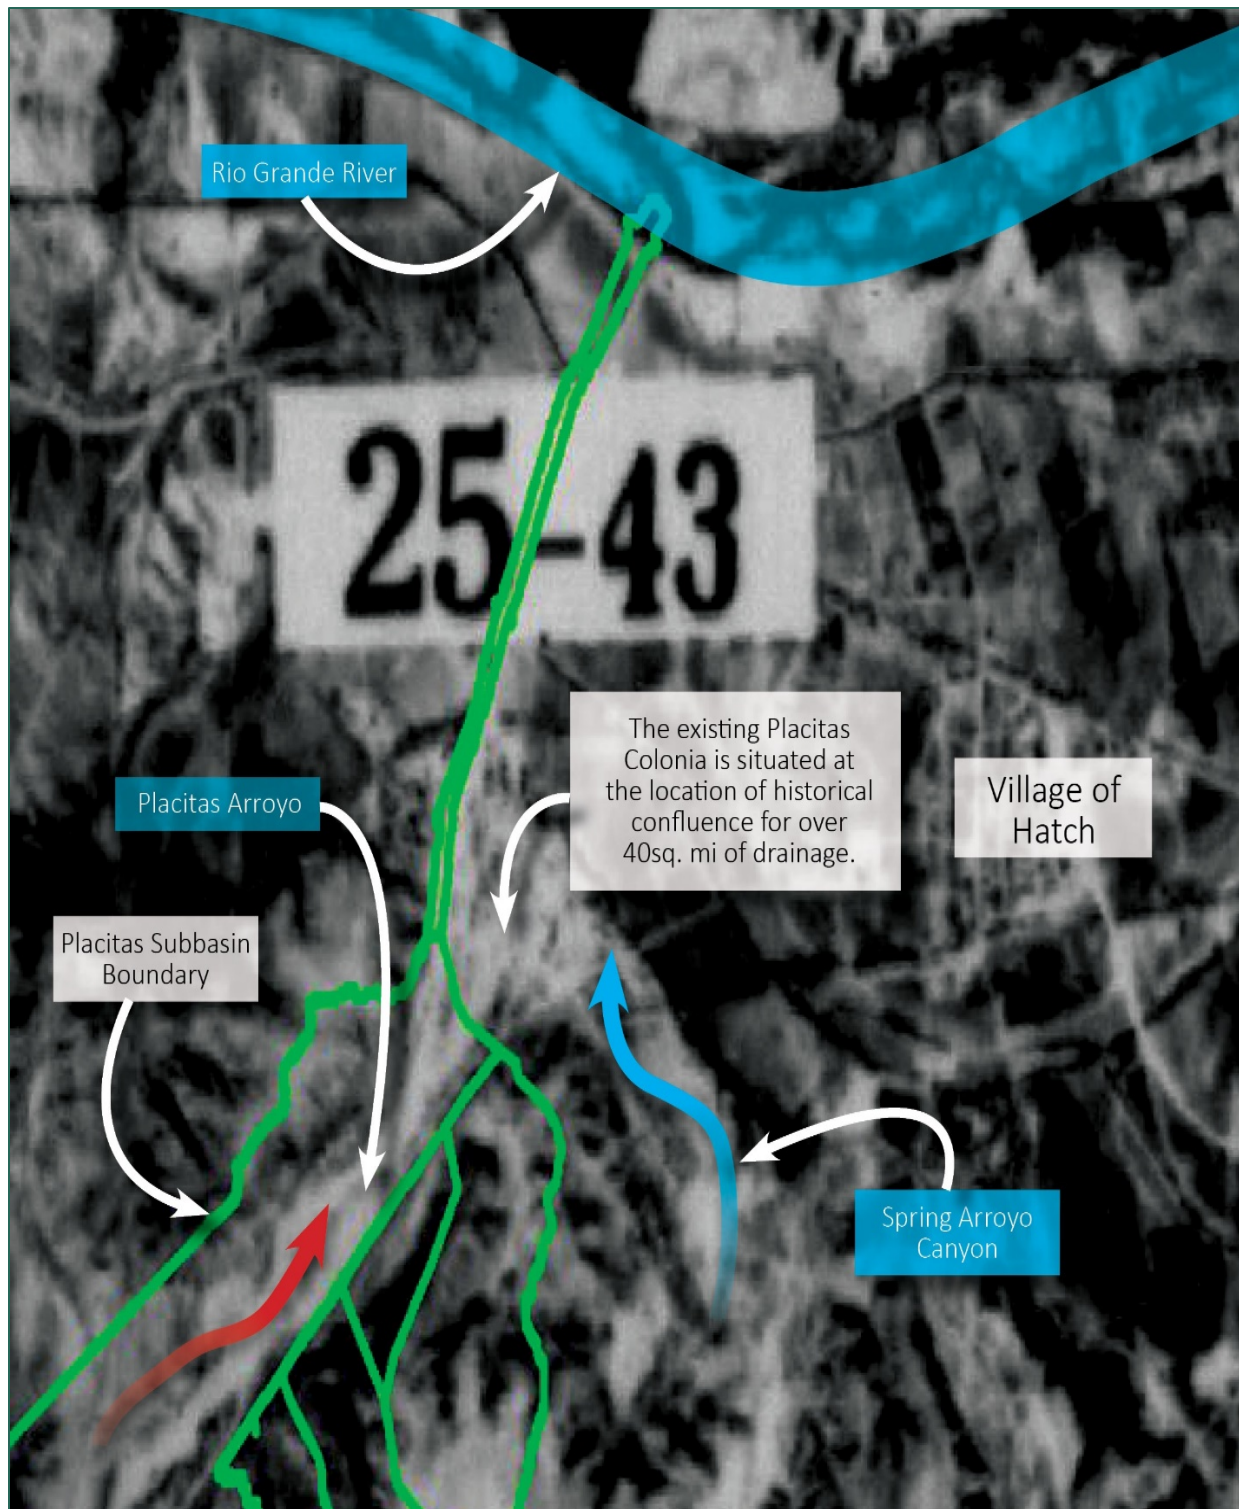 Rio Grande River
25-43
The existing Placitas
Colonia is situated at
the location of historical
confluence for over
40sq. mi of drainage.
Village of
Hatch
Placitas Arroyo
Placitas Subbasin
Boundary
Spring Arroyo
Canyon